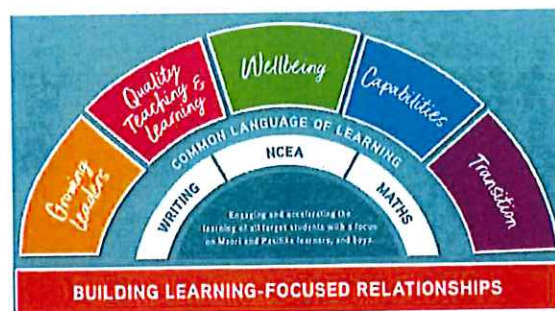 Growing
Leaders
Quality
Teaching &
Learning
Wellbeing
Capabilities
Transition
COMMON LANGUAGE OF LEARNING
WRITING
NCEA
MATHS
Engaging and accelerating the
learning of all target students with a focus
on Maori and Pasifika learners, and boys.
BUILDING LEARNING-FOCUSED RELATIONSHIPS